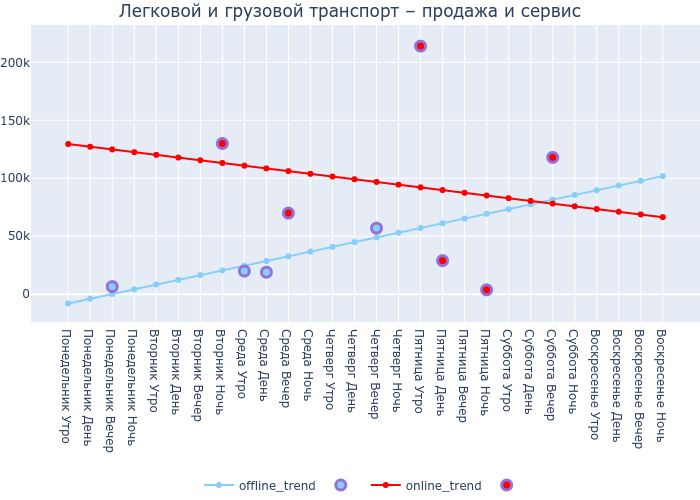 Легковой и грузовой транспорт – продажа и сервис
200k
150k
100k
50k
0
Понедельник Утро
Понедельник День
Понедельник Вечер
Понедельник Ночь
Вторник Утро
Вторник День
Вторник Вечер
Вторник Ночь
Среда Утро
Среда День
Среда Вечер
Среда Ночь
Четверг Утро
Четверг День
Четверг Вечер
Четверг Ночь
Пятница Утро
Пятница День
Пятница Вечер
Пятница Ночь
Суббота Утро
Суббота День
Суббота Вечер
Суббота Ночь
Воскресенье Утро
Воскресенье День
Воскресенье Вечер
Воскресенье Ночь
offline_trend
online_trend